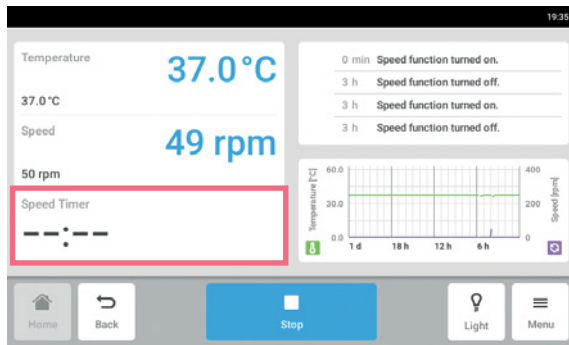 19:35
Temperature
37.0°C
37.0°C
Speed
49 rpm
50 rpm
Speed Timer
--:--
0 min Speed function turned on.
3 h Speed function turned off.
3 h Speed function turned on.
3 h Speed function turned off.
Temperature [°C]
60.0
30.0
0.0
1 d 18 h 12 h 6 h
400
200
0
Speed [rpm]
Home
Back
Stop
Light
Menu